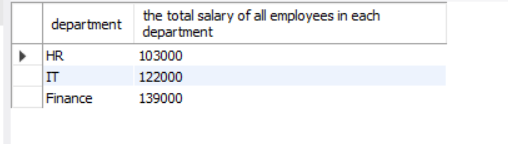 department the total salary of all employees in each
department
HR 103000
IT 122000
Finance 139000